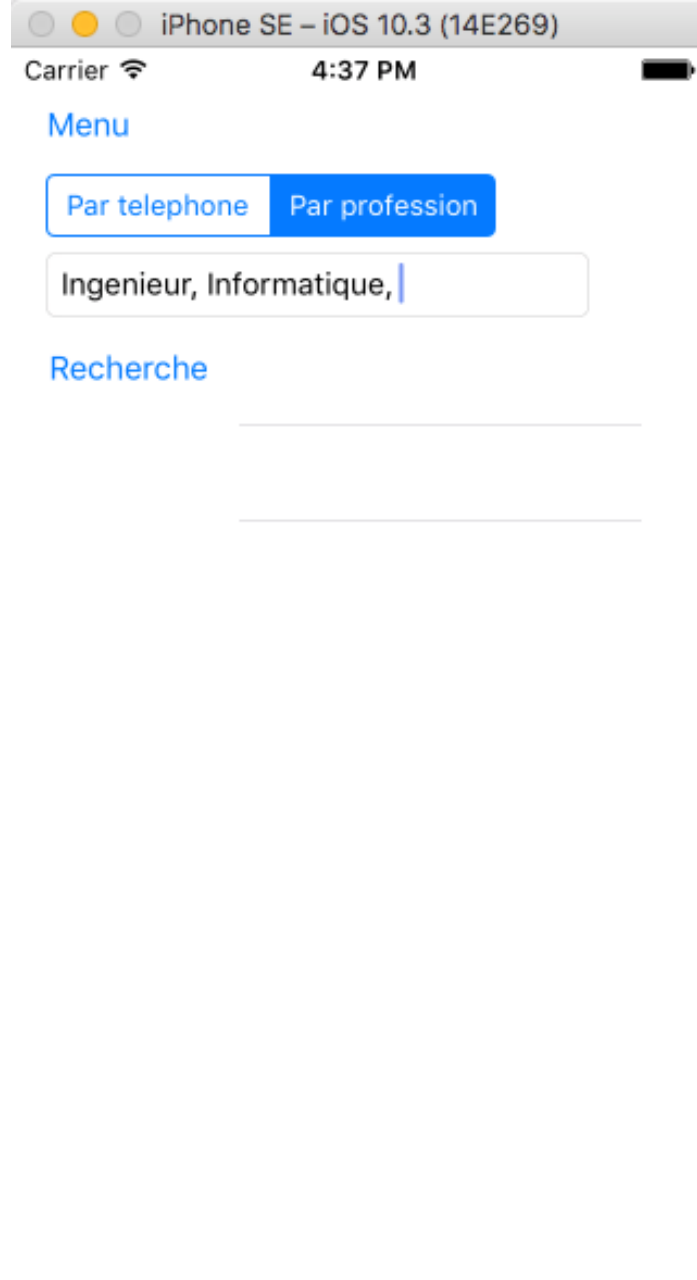 iPhone SE – iOS 10.3 (14E269)
Carrier 4:37 PM
Menu
Par telephone Par profession
Ingenieur, Informatique,
Recherche